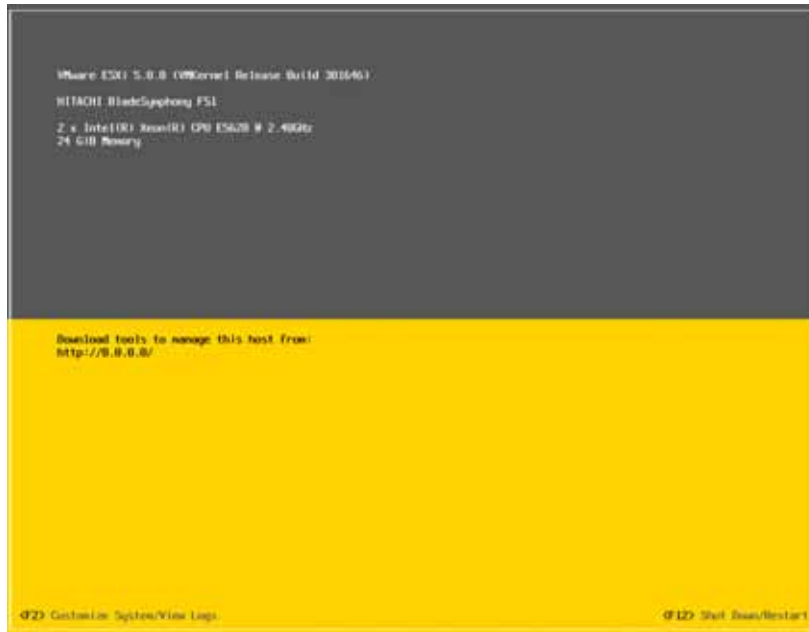 VMware ESXi 5.0.0 (VMKernel Release Build 381646)
HITACHI BladeSymphony FS1
2 x Intel(R) Xeon(R) CPU E5620 @ 2.40GHz
24 GiB Memory
Download tools to manage this host from:
http://0.0.0.0/
<F2> Customize System/View Logs
<F12> Shut Down/Restart